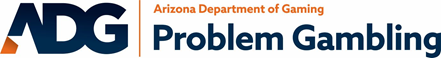 ADG
Arizona Department of Gaming
Problem Gambling